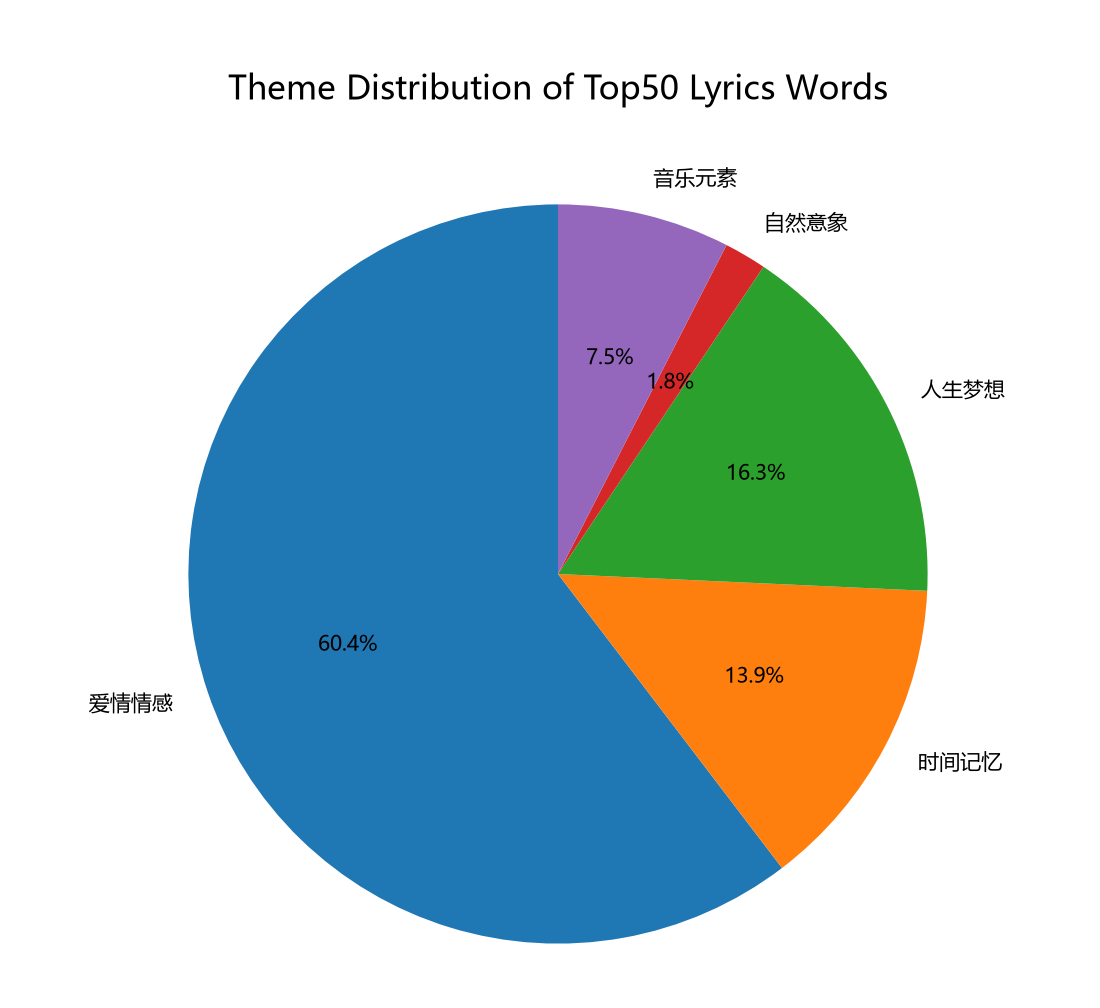 Theme Distribution of Top50 Lyrics Words
音乐元素
自然意象
7.5%
1.8%
人生梦想
16.3%
60.4%
13.9%
爱情情感
时间记忆